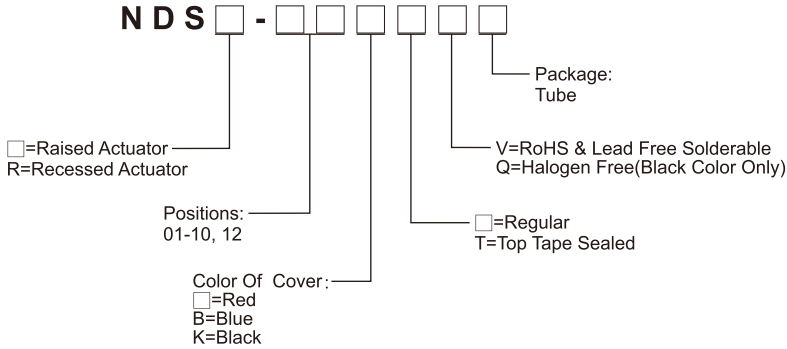 NDS□-□□□□□□
Package:
Tube
□=Raised Actuator
R=Recessed Actuator
V=RoHS & Lead Free Solderable
Q=Halogen Free(Black Color Only)
Positions:
01-10, 12
□=Regular
T=Top Tape Sealed
Color Of Cover:
□=Red
B=Blue
K=Black